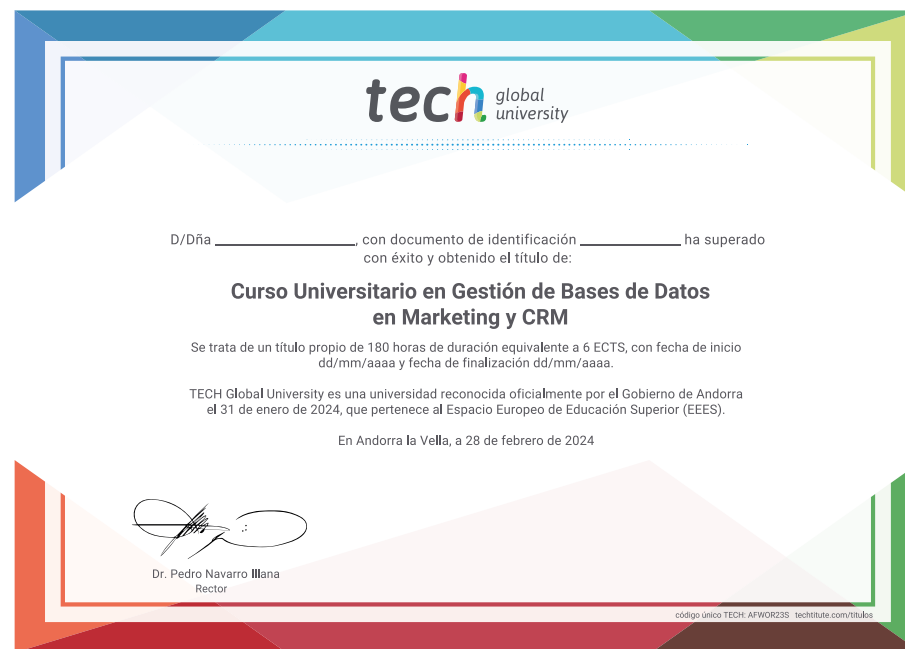 tech global university
D/Dña ______________, con documento de identificación __________ ha superado
con éxito y obtenido el título de:
Curso Universitario en Gestión de Bases de Datos
en Marketing y CRM
Se trata de un título propio de 180 horas de duración equivalente a 6 ECTS, con fecha de inicio
dd/mm/aaaa y fecha de finalización dd/mm/aaaa.
TECH Global University es una universidad reconocida oficialmente por el Gobierno de Andorra
el 31 de enero de 2024, que pertenece al Espacio Europeo de Educación Superior (EEES).
En Andorra la Vella, a 28 de febrero de 2024
Dr. Pedro Navarro Illana
Rector
código único TECH: AFWOR23S techtitute.com/titulos